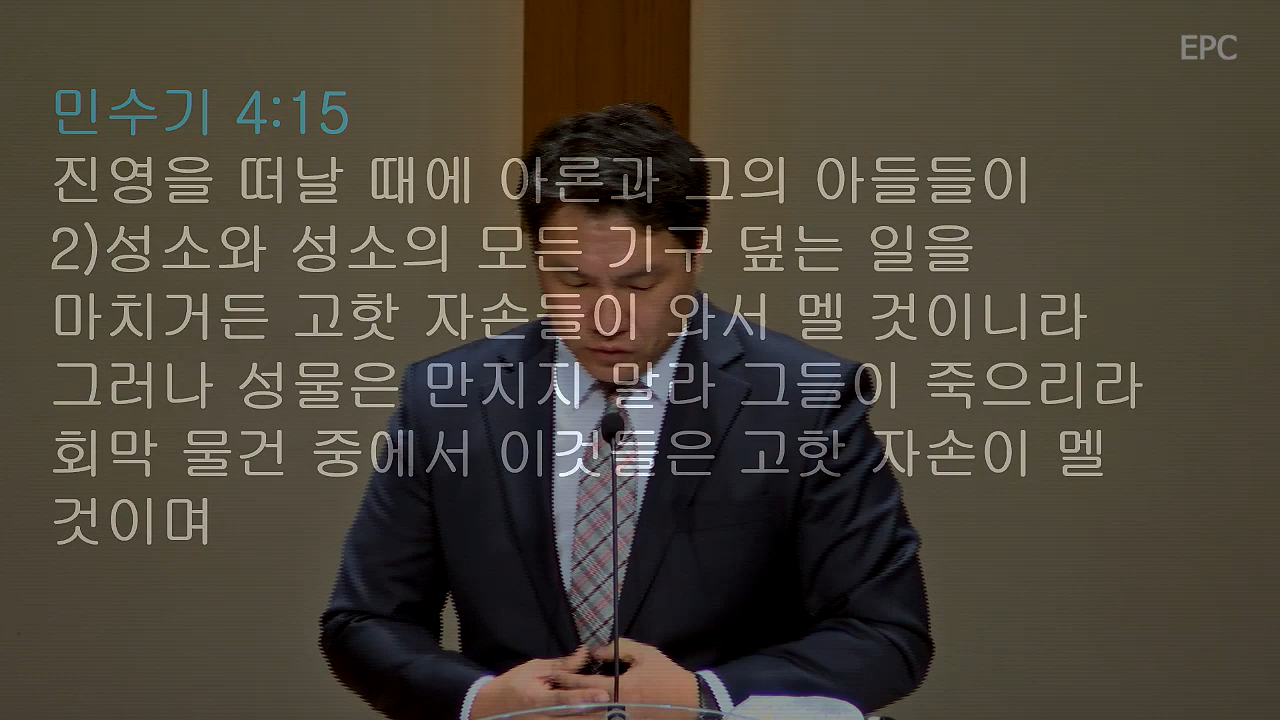 EPC
민수기 4:15
진영을 떠날 때에 아론과 그의 아들들이
2)성소와 성소의 모든 기구 덮는 일을
마치거든 고핫 자손들이 와서 멜 것이니라
그러나 성물은 만지지 말라 그들이 죽으리라
회막 물건 중에서 이것들은 고핫 자손이 멜
것이며